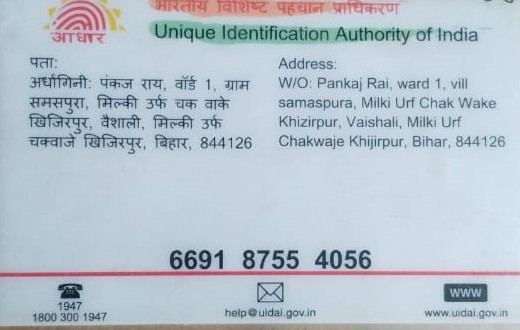 भारतीय विशिष्ट पहचान प्राधिकरण
आधार
Unique Identification Authority of India
पता:
अर्धांगिनी: पंकज राय, वॉर्ड 1, ग्राम
समसपुरा, मिल्की उर्फ चक वाके
खिजिरपुर, वैशाली, मिल्की उर्फ
चक्वाजे खिजिरपुर, बिहार, 844126
Address:
W/O: Pankaj Rai, ward 1, vill
samaspura, Milki Urf Chak Wake
Khizirpur, Vaishali, Milki Urf
Chakwaje Khijirpur, Bihar, 844126
6691 8755 4056
1947
1800 300 1947
help@uidai.gov.in
WWW
www.uidai.gov.in